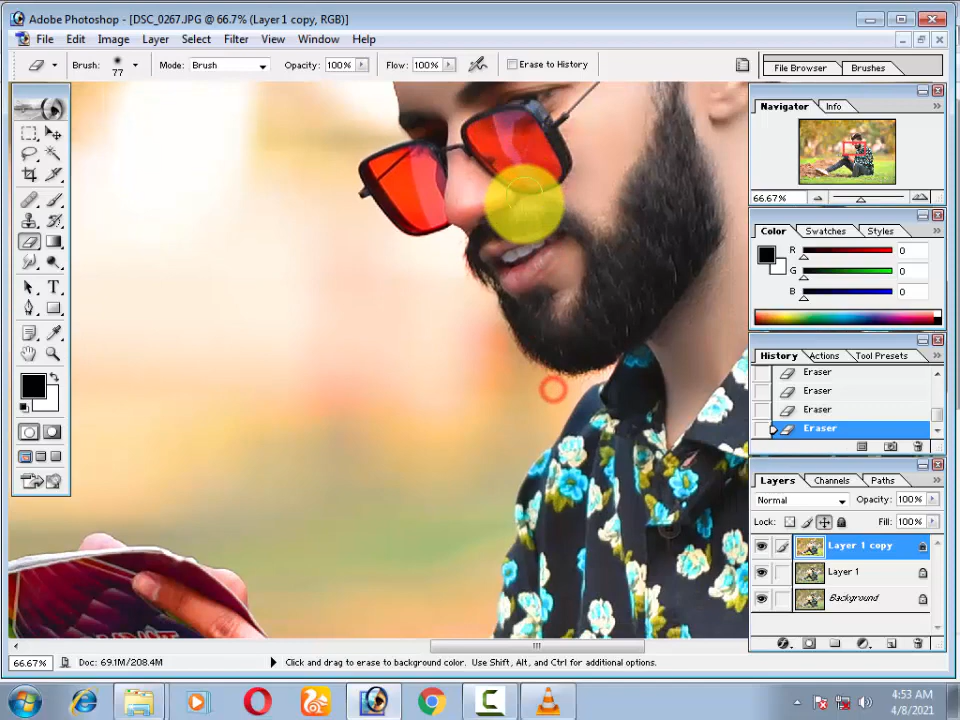 Adobe Photoshop - [DSC_0267.JPG @ 66.7% (Layer 1 copy, RGB)]
File Edit Image Layer Select Filter View Window Help
Brush: 77 Mode: Brush Opacity: 100% Flow: 100% Erase to History File Browser Brushes
Navigator Info
66.67%
Color Swatches Styles
R 0
G 0
B 0
History Actions Tool Presets
Eraser
Eraser
Eraser
Eraser
Layers Channels Paths
Normal Opacity: 100%
Lock: Fill: 100%
Layer 1 copy
Layer 1
Background
66.67% Doc: 69.1M/208.4M Click and drag to erase to background color. Use Shift, Alt, and Ctrl for additional options.
4:53 AM
4/8/2021